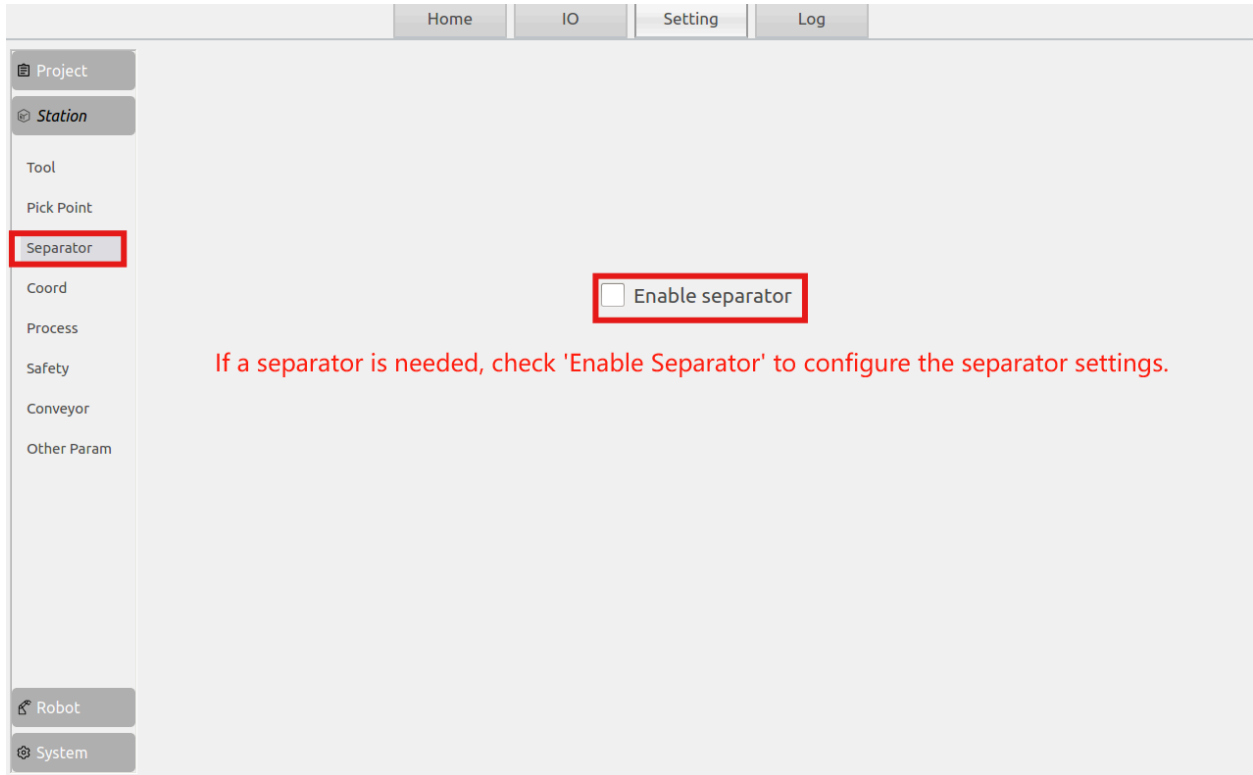 Home
IO
Setting
Log
Project
Station
Tool
Pick Point
Separator
Coord
Process
Safety
Conveyor
Other Param
Enable separator
If a separator is needed, check 'Enable Separator' to configure the separator settings.
Robot
System